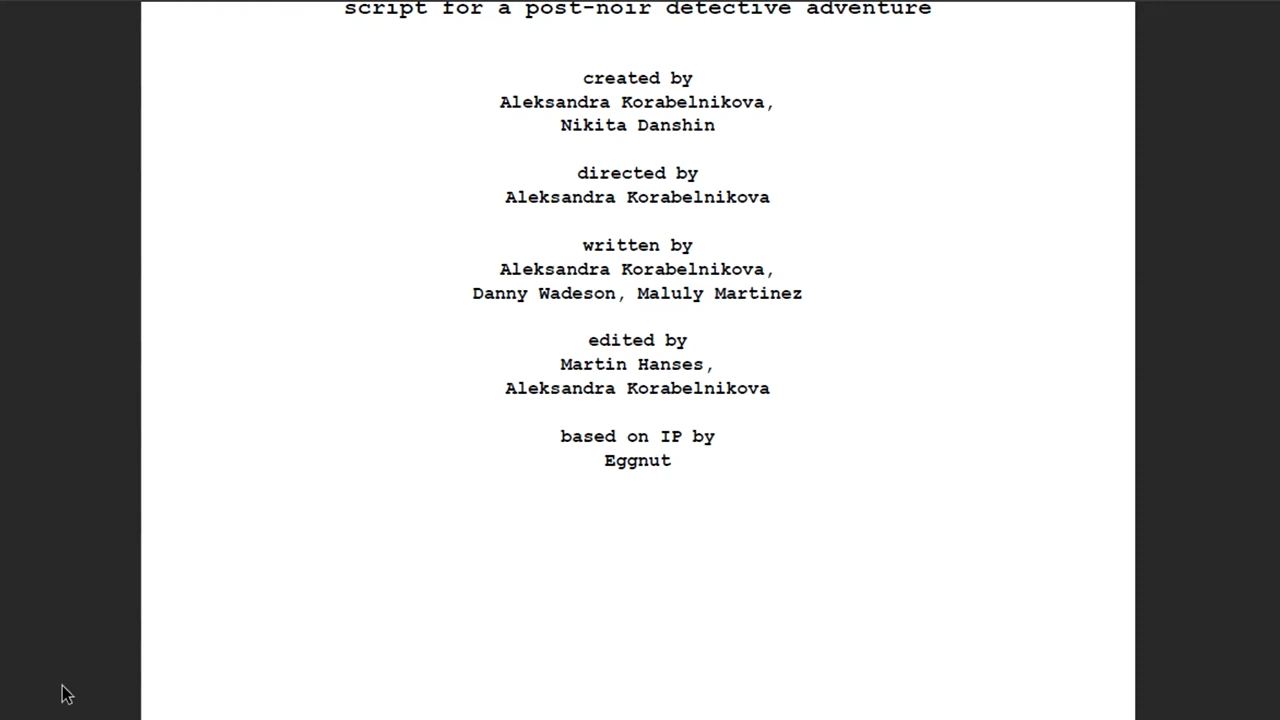 script for a post-noir detective adventure
created by
Aleksandra Korabelnikova,
Nikita Danshin
directed by
Aleksandra Korabelnikova
written by
Aleksandra Korabelnikova,
Danny Wadeson, Maluly Martinez
edited by
Martin Hanses,
Aleksandra Korabelnikova
based on IP by
Eggnut